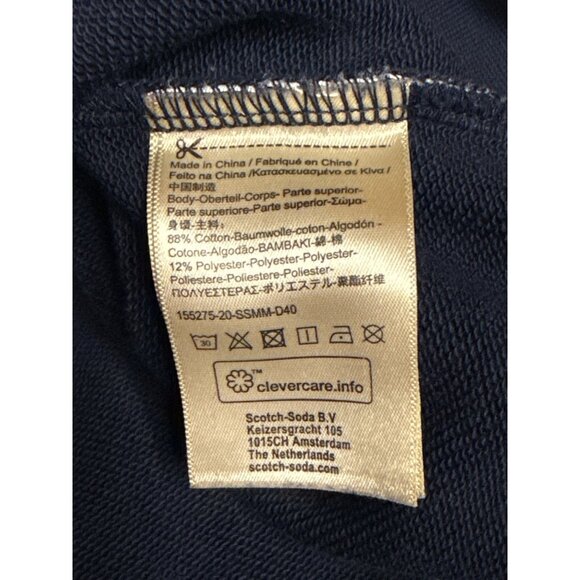 Made in China / Fabriqué en Chine /
Feito na China /Κατασκευασμένο σε Κίνα /
中国制造
Body-Oberteil-Corps- Parte superior-
Parte superiore-Parte superior-Σώμα-
身頃-主料:
88% Cotton-Baumwolle-coton-Algodón -
Cotone-Algodão-BAMBAKI-綿-棉
12% Polyester-Polyester-Polyester-
Poliestere-Poliestere-Poliester-
ΠΟΛΥΕΣΤΕΡΑΣ-ポリエステル-聚酯纤维
155275-20-SSMM-D40
30
™
clevercare.info
Scotch-Soda B.V
Keizersgracht 105
1015CH Amsterdam
The Netherlands
scotch-soda.com